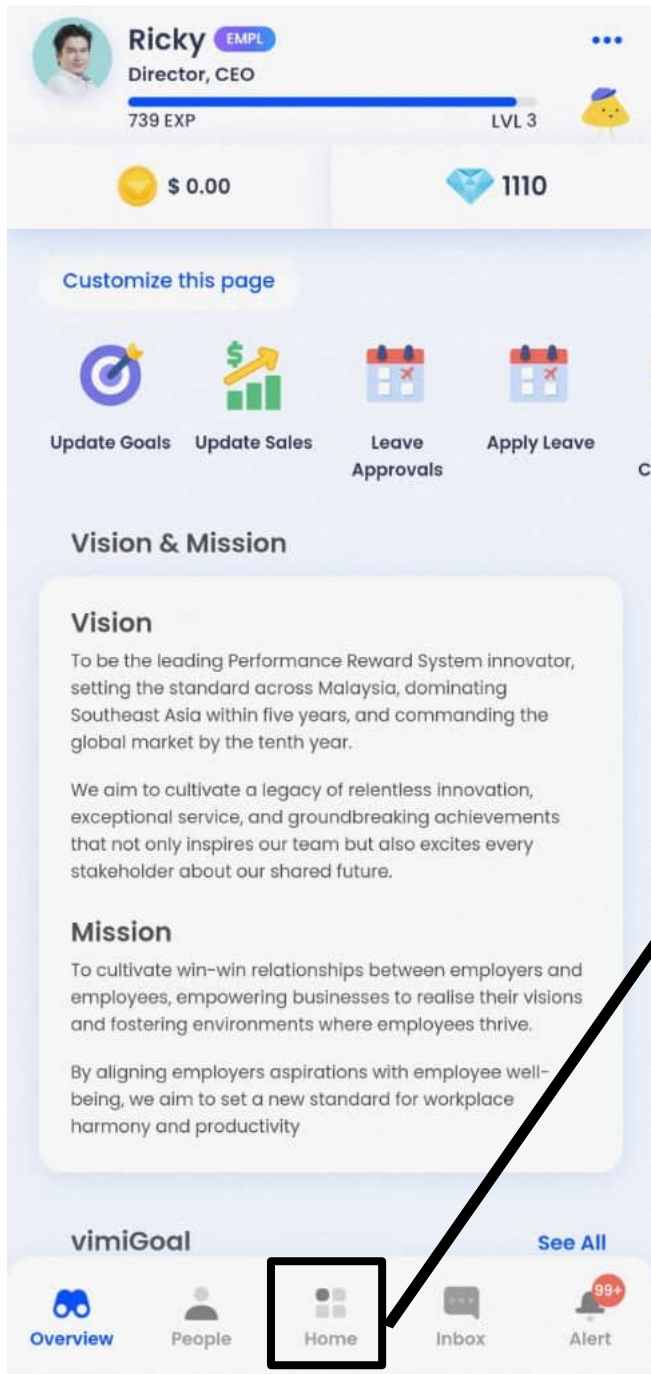 Ricky EMPL
Director, CEO
739 EXP LVL 3
$ 0.00 1110
Customize this page
Update Goals Update Sales Leave Apply Leave
Approvals C
Vision & Mission
Vision
To be the leading Performance Reward System innovator,
setting the standard across Malaysia, dominating
Southeast Asia within five years, and commanding the
global market by the tenth year.
We aim to cultivate a legacy of relentless innovation,
exceptional service, and groundbreaking achievements
that not only inspires our team but also excites every
stakeholder about our shared future.
Mission
To cultivate win-win relationships between employers and
employees, empowering businesses to realise their visions
and fostering environments where employees thrive.
By aligning employers aspirations with employee well-
being, we aim to set a new standard for workplace
harmony and productivity
vimiGoal See All
99+
Overview People Home Inbox Alert